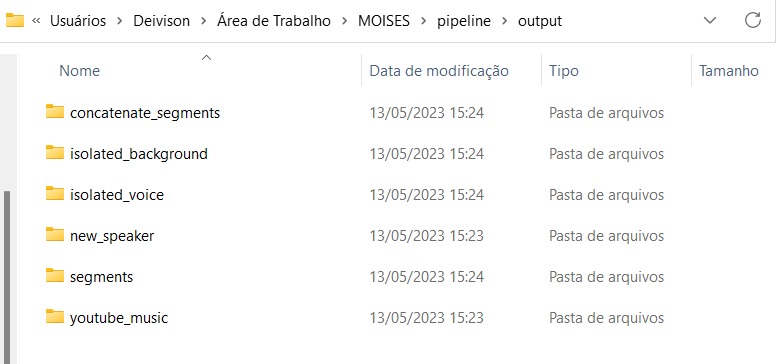 « Usuários > Deivison > Área de Trabalho > MOISES > pipeline > output
Nome Data de modificação Tipo Tamanho
concatenate_segments 13/05/2023 15:24 Pasta de arquivos
isolated_background 13/05/2023 15:24 Pasta de arquivos
isolated_voice 13/05/2023 15:24 Pasta de arquivos
new_speaker 13/05/2023 15:23 Pasta de arquivos
segments 13/05/2023 15:24 Pasta de arquivos
youtube_music 13/05/2023 15:23 Pasta de arquivos